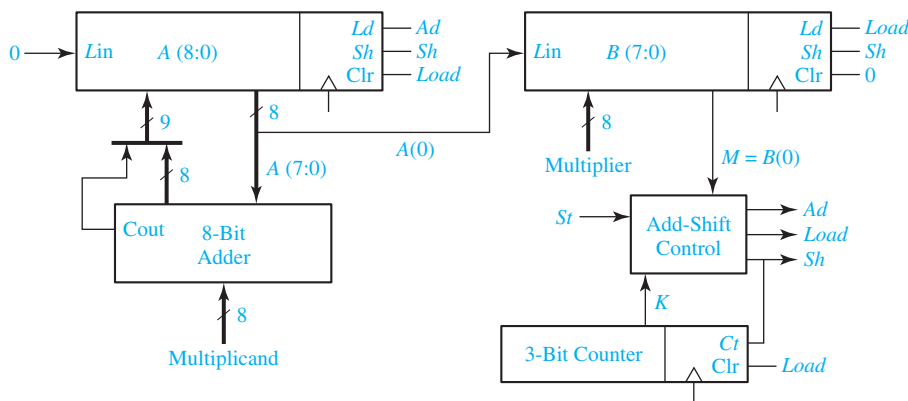 0
Lin
A (8:0)
Ld
Sh
Clr
Ad
Sh
Load
Lin
B (7:0)
Ld
Sh
Clr
Load
Sh
0
9
8
8
A(0)
8
A (7:0)
Multiplier
M = B(0)
8
Cout
8-Bit
Adder
St
Add-Shift
Control
Ad
Load
Sh
8
Multiplicand
K
3-Bit Counter
Ct
Clr
Load